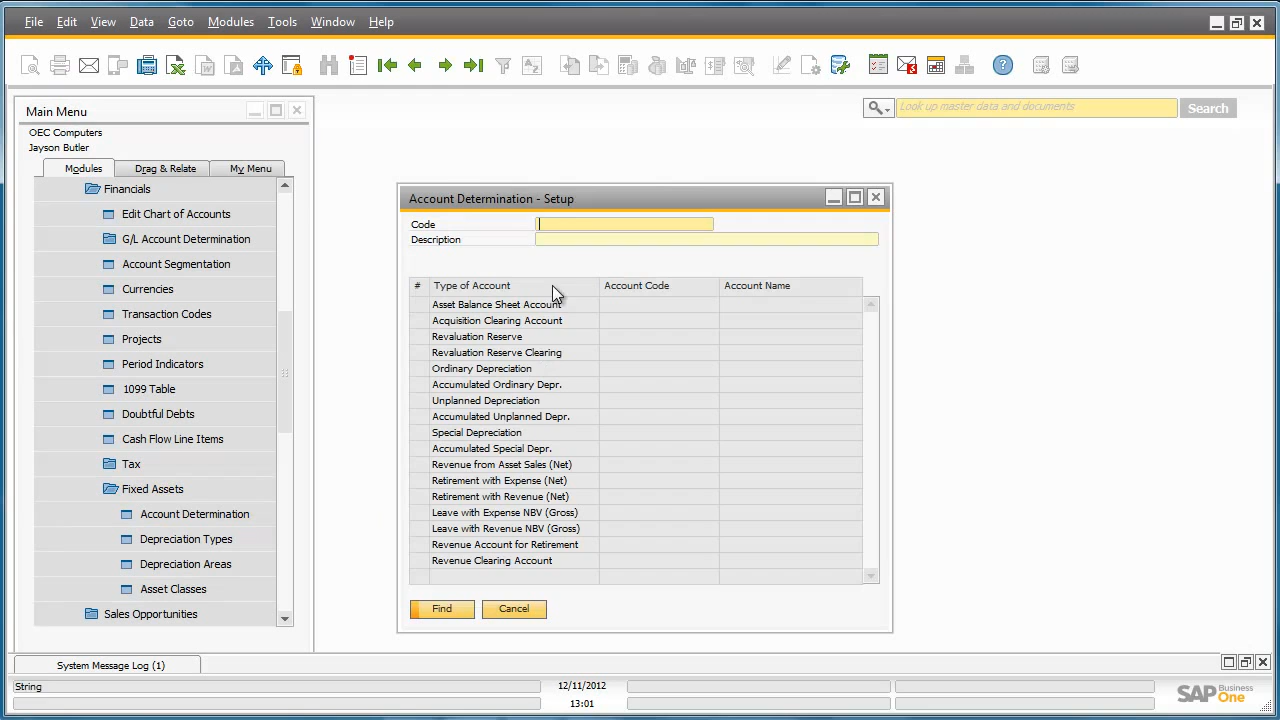 File Edit View Data Goto Modules Tools Window Help
Main Menu
OEC Computers
Jayson Butler
Modules Drag & Relate My Menu
Financials
Edit Chart of Accounts
G/L Account Determination
Account Segmentation
Currencies
Transaction Codes
Projects
Period Indicators
1099 Table
Doubtful Debts
Cash Flow Line Items
Tax
Fixed Assets
Account Determination
Depreciation Types
Depreciation Areas
Asset Classes
Sales Opportunities
Look up master data and documents
Search
Account Determination - Setup
Code
Description
# Type of Account Account Code Account Name
Asset Balance Sheet Account
Acquisition Clearing Account
Revaluation Reserve
Revaluation Reserve Clearing
Ordinary Depreciation
Accumulated Ordinary Depr.
Unplanned Depreciation
Accumulated Unplanned Depr.
Special Depreciation
Accumulated Special Depr.
Revenue from Asset Sales (Net)
Retirement with Expense (Net)
Retirement with Revenue (Net)
Leave with Expense NBV (Gross)
Leave with Revenue NBV (Gross)
Revenue Account for Retirement
Revenue Clearing Account
Find Cancel
System Message Log (1)
String
12/11/2012
13:01
SAP Business One